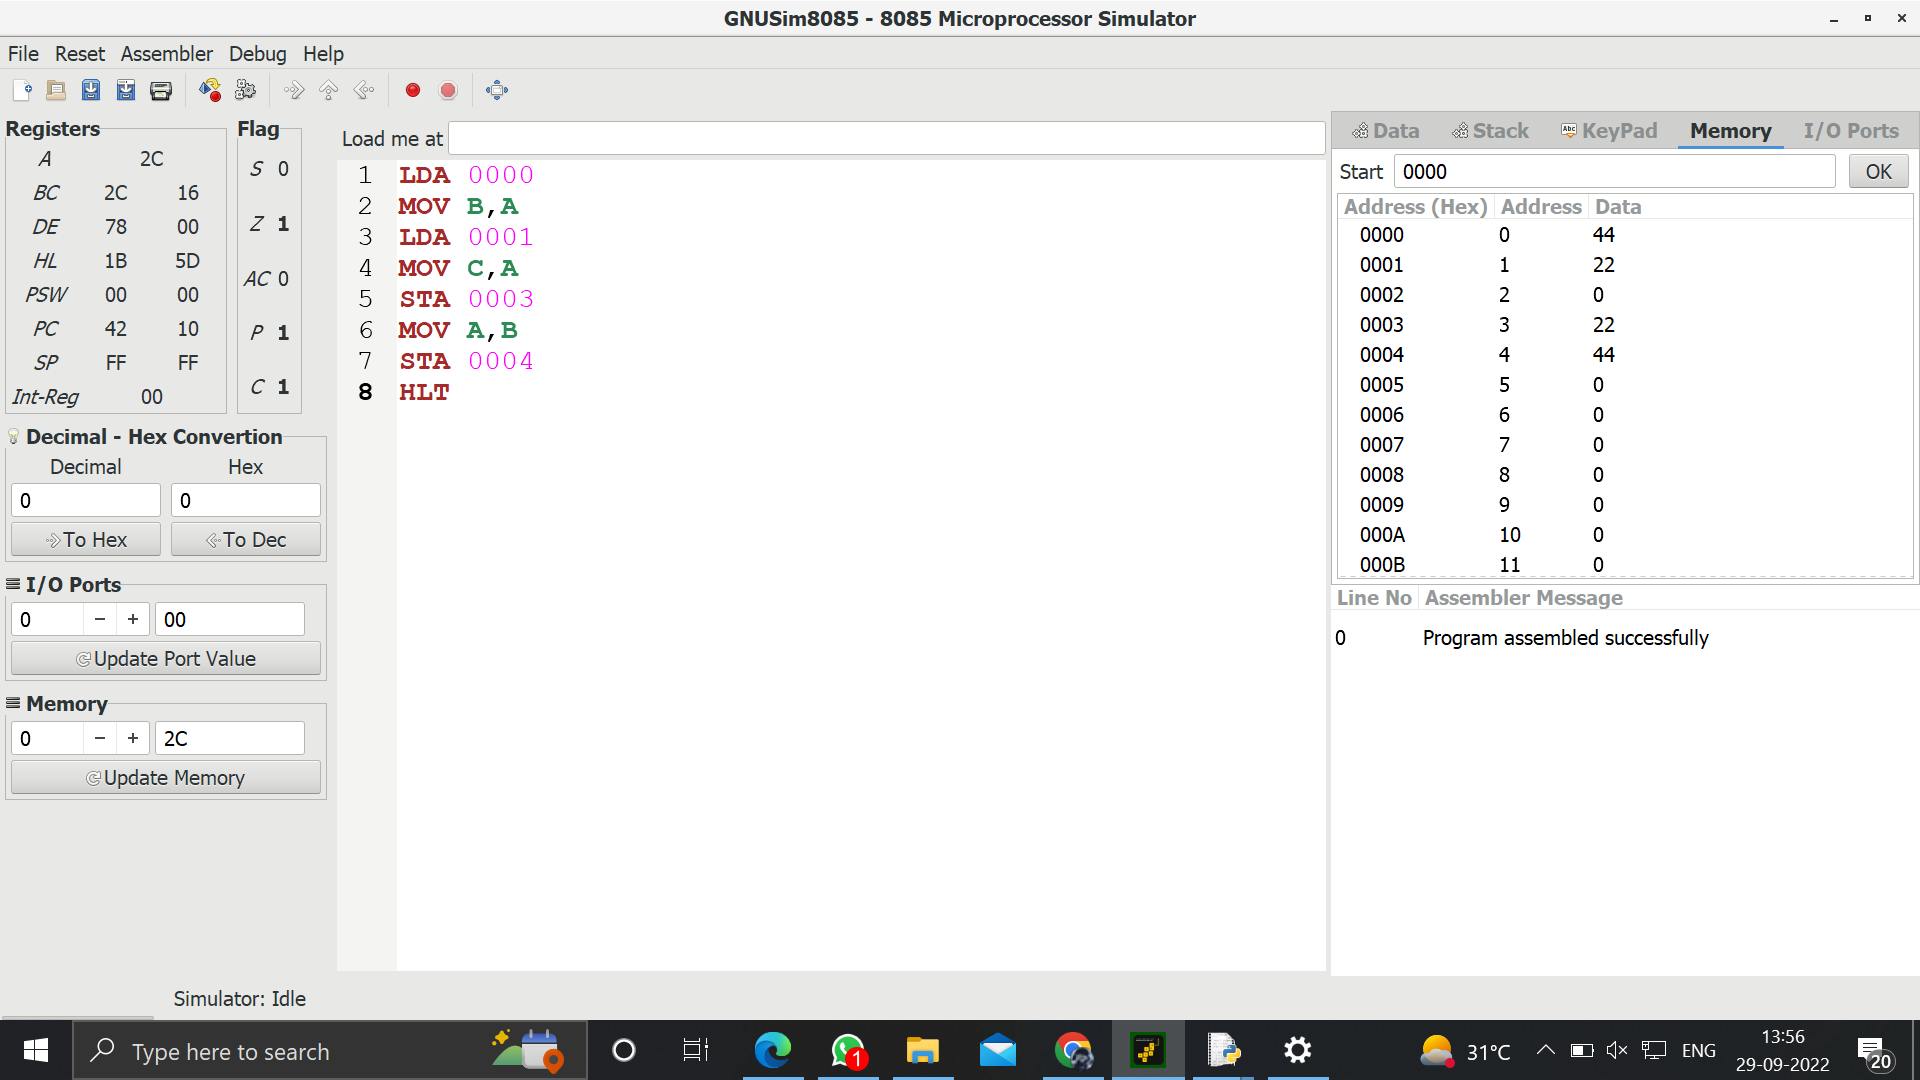 GNUSim8085 - 8085 Microprocessor Simulator
File Reset Assembler Debug Help
Registers
A 2C
BC 2C 16
DE 78 00
HL 1B 5D
PSW 00 00
PC 42 10
SP FF FF
Int-Reg 00
Flag
S 0
Z 1
AC 0
P 1
C 1
Decimal - Hex Convertion
Decimal Hex
0 0
To Hex To Dec
I/O Ports
0 − + 00
Update Port Value
Memory
0 − + 2C
Update Memory
Load me at
1 LDA 0000
2 MOV B,A
3 LDA 0001
4 MOV C,A
5 STA 0003
6 MOV A,B
7 STA 0004
8 HLT
Data Stack Abc KeyPad Memory I/O Ports
Start 0000 OK
Address (Hex) Address Data
0000 0 44
0001 1 22
0002 2 0
0003 3 22
0004 4 44
0005 5 0
0006 6 0
0007 7 0
0008 8 0
0009 9 0
000A 10 0
000B 11 0
Line No Assembler Message
0 Program assembled successfully
Simulator: Idle
Type here to search
1
31°C
ENG
13:56
29-09-2022
20